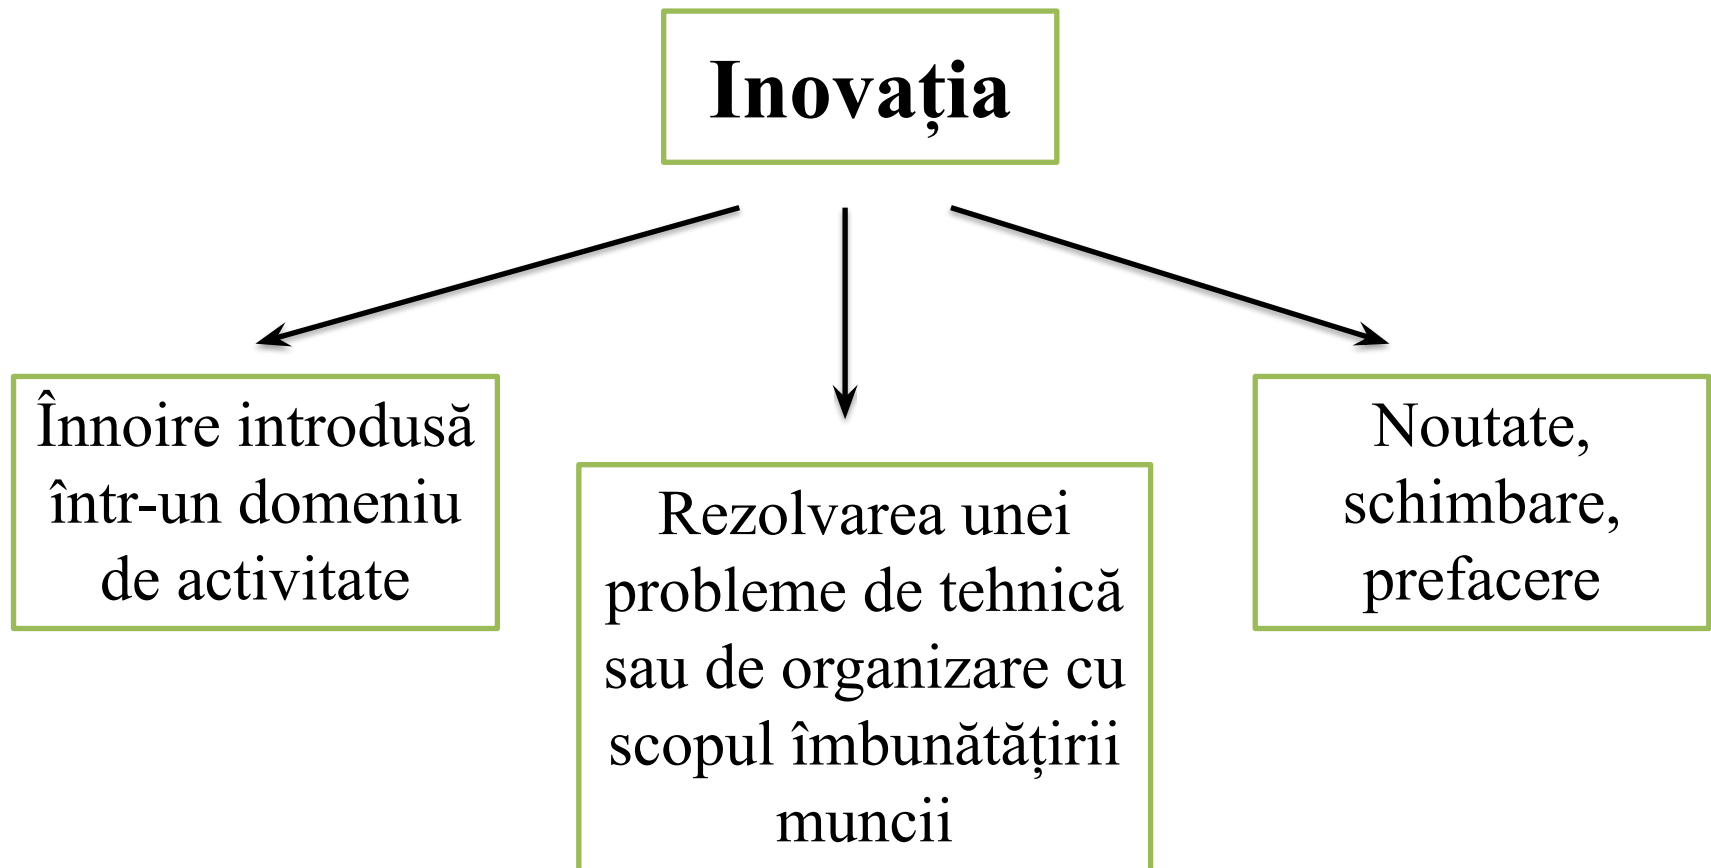 Inovația
Înnoire introdusă
într-un domeniu
de activitate
Rezolvarea unei
probleme de tehnică
sau de organizare cu
scopul îmbunătățirii
muncii
Noutate,
schimbare,
prefacere